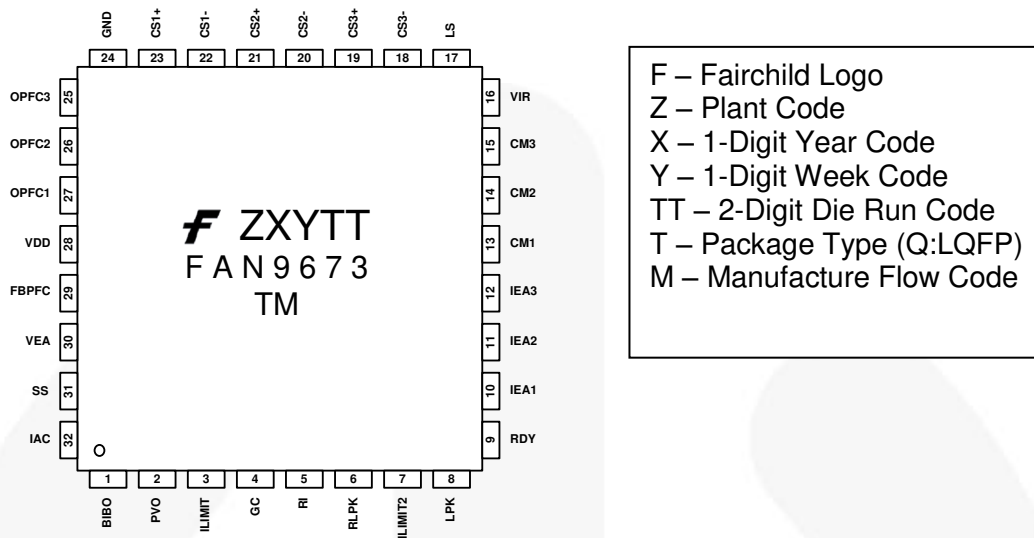 GND CS1+ CS1- CS2+ CS2- CS3+ CS3- LS
24 23 22 21 20 19 18 17
OPFC3 25
OPFC2 26
OPFC1 27
VDD 28
FBPFC 29
VEA 30
SS 31
IAC 32
16 VIR
15 CM3
14 CM2
13 CM1
12 IEA3
11 IEA2
10 IEA1
9 RDY
ZXYTT
FAN9673
TM
1 2 3 4 5 6 7 8
BIBO PVO ILIMIT GC RI RLPK ILIMIT2 LPK
F – Fairchild Logo
Z – Plant Code
X – 1-Digit Year Code
Y – 1-Digit Week Code
TT – 2-Digit Die Run Code
T – Package Type (Q:LQFP)
M – Manufacture Flow Code